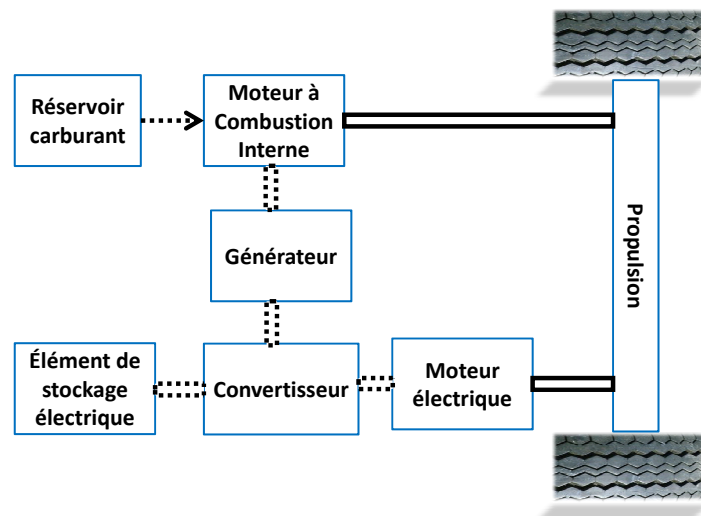 Réservoir
carburant
Moteur à
Combustion
Interne
Propulsion
Générateur
Élément de
stockage
électrique
Convertisseur
Moteur
électrique